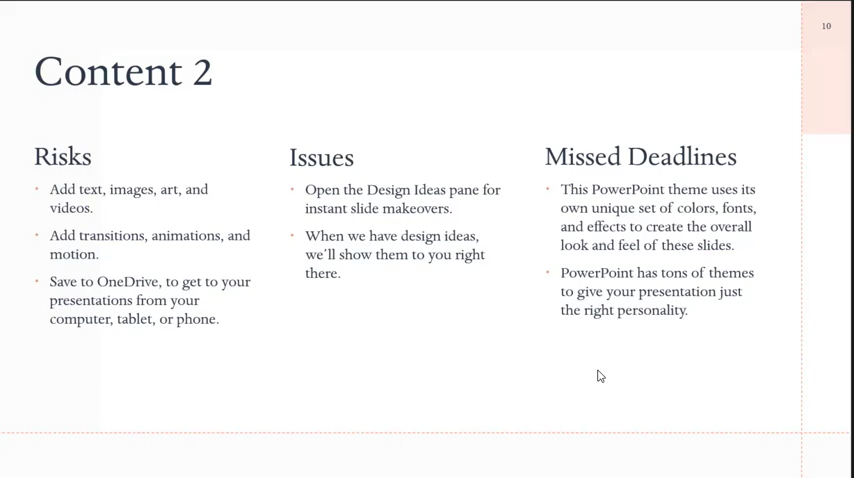 10
Content 2
Risks
Add text, images, art, and
videos.
Add transitions, animations, and
motion.
Save to OneDrive, to get to your
presentations from your
computer, tablet, or phone.
Issues
Open the Design Ideas pane for
instant slide makeovers.
When we have design ideas,
we'll show them to you right
there.
Missed Deadlines
This PowerPoint theme uses its
own unique set of colors, fonts,
and effects to create the overall
look and feel of these slides.
PowerPoint has tons of themes
to give your presentation just
the right personality.